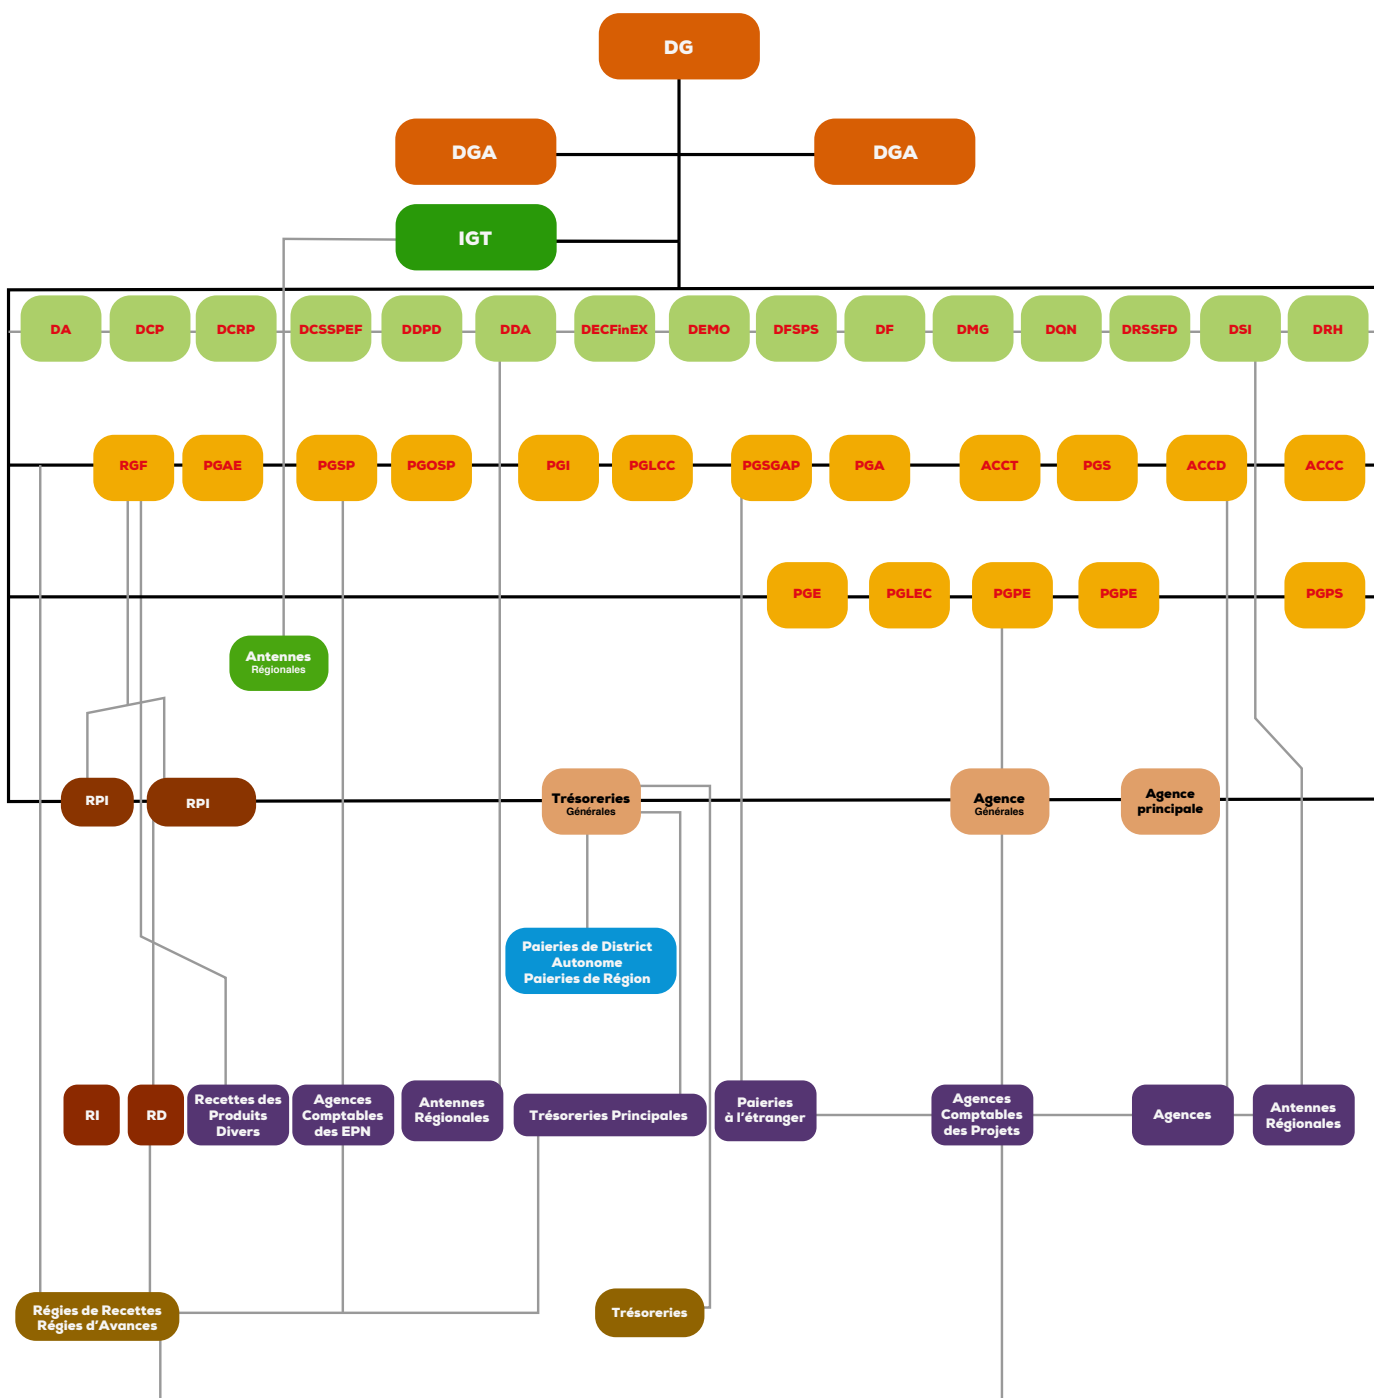 DG
DGA
DGA
IGT
DA
DCP
DCRP
DCSSPEF
DDPD
DDA
DECFinEX
DEMO
DFSPS
DF
DMG
DQN
DRSSFD
DSI
DRH
RGF
PGAE
PGSP
PGOSP
PGI
PGLCC
PGSGAP
PGA
ACCT
PGS
ACCD
ACCC
PGE
PGLEC
PGPE
PGPE
PGPS
Antennes
Régionales
RPI
RPI
Trésoreries
Générales
Agence
Générales
Agence
principale
Paieries de District
Autonome
Paieries de Région
RI
RD
Recettes des
Produits
Divers
Agences
Comptables
des EPN
Antennes
Régionales
Trésoreries Principales
Paieries
à l'étranger
Agences
Comptables
des Projets
Agences
Antennes
Régionales
Régies de Recettes
Régies d'Avances
Trésoreries